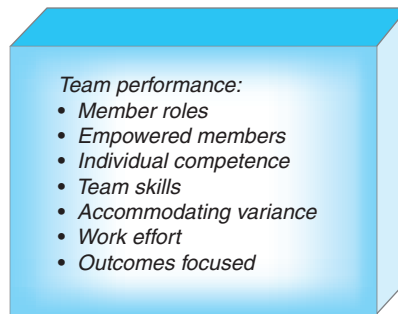 Team performance:
• Member roles
• Empowered members
• Individual competence
• Team skills
• Accommodating variance
• Work effort
• Outcomes focused